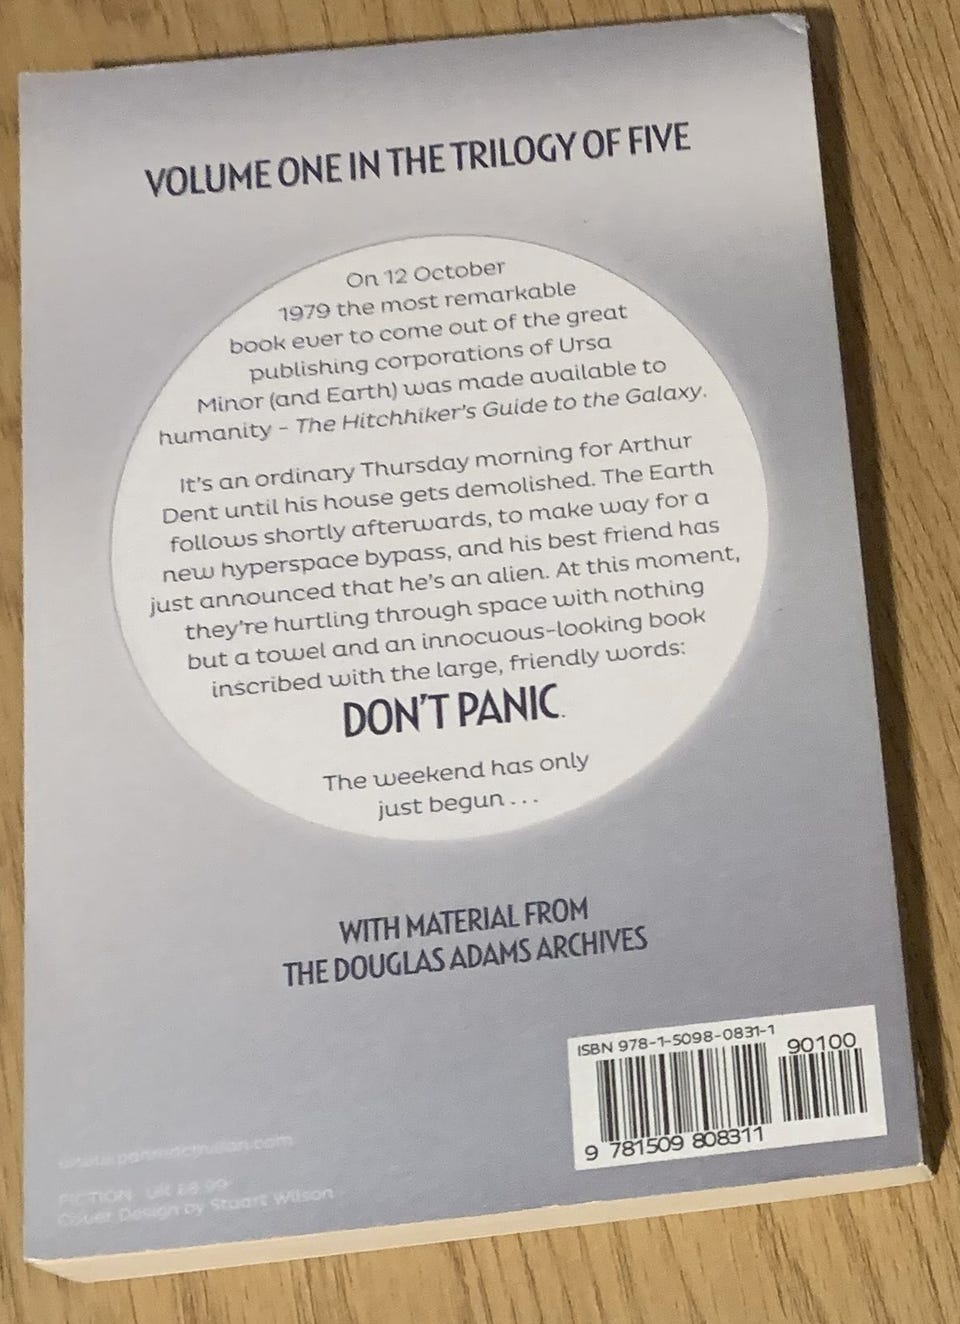 VOLUME ONE IN THE TRILOGY OF FIVE
On 12 October
1979 the most remarkable
book ever to come out of the great
publishing corporations of Ursa
Minor (and Earth) was made available to
humanity – The Hitchhiker's Guide to the Galaxy.
It's an ordinary Thursday morning for Arthur
Dent until his house gets demolished. The Earth
follows shortly afterwards, to make way for a
new hyperspace bypass, and his best friend has
just announced that he's an alien. At this moment,
they're hurtling through space with nothing
but a towel and an innocuous-looking book
inscribed with the large, friendly words:
DON'T PANIC
The weekend has only
just begun . . .
WITH MATERIAL FROM
THE DOUGLAS ADAMS ARCHIVES
ISBN 978-1-5098-0831-1
90100
9 781509 808311
www.panmacmillan.com
FICTION UK £8.99
Cover Design by Stuart Wilson